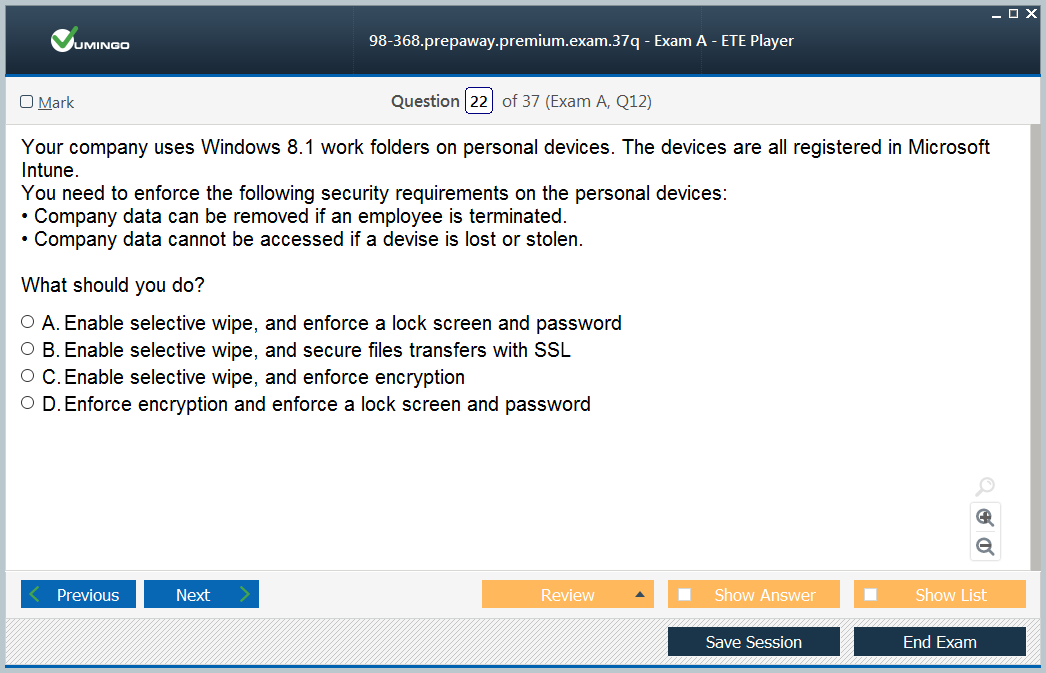 VUMINGO
98-368.prepaway.premium.exam.37q - Exam A - ETE Player
Mark
Question 22 of 37 (Exam A, Q12)
Your company uses Windows 8.1 work folders on personal devices. The devices are all registered in Microsoft
Intune.
You need to enforce the following security requirements on the personal devices:
• Company data can be removed if an employee is terminated.
• Company data cannot be accessed if a devise is lost or stolen.
What should you do?
A. Enable selective wipe, and enforce a lock screen and password
B. Enable selective wipe, and secure files transfers with SSL
C. Enable selective wipe, and enforce encryption
D. Enforce encryption and enforce a lock screen and password
Previous
Next
Review
Show Answer
Show List
Save Session
End Exam